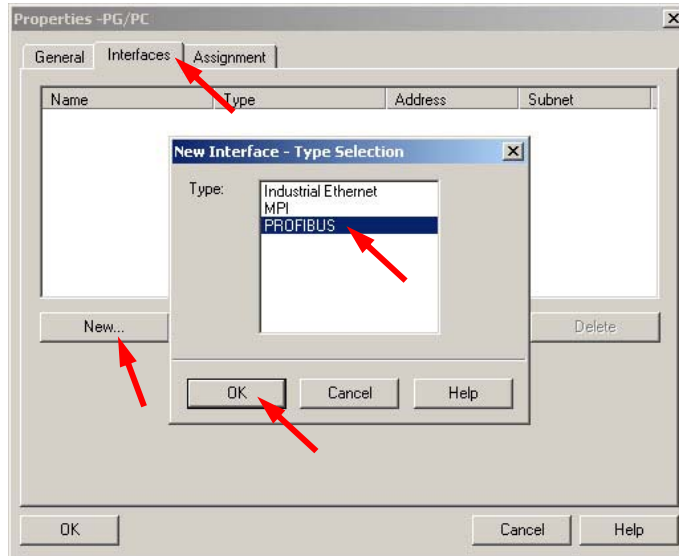 Properties -PG/PC
General Interfaces Assignment
Name Type Address Subnet
New Interface - Type Selection
Type:
Industrial Ethernet
MPI
PROFIBUS
New... Delete
OK Cancel Help
OK Cancel Help